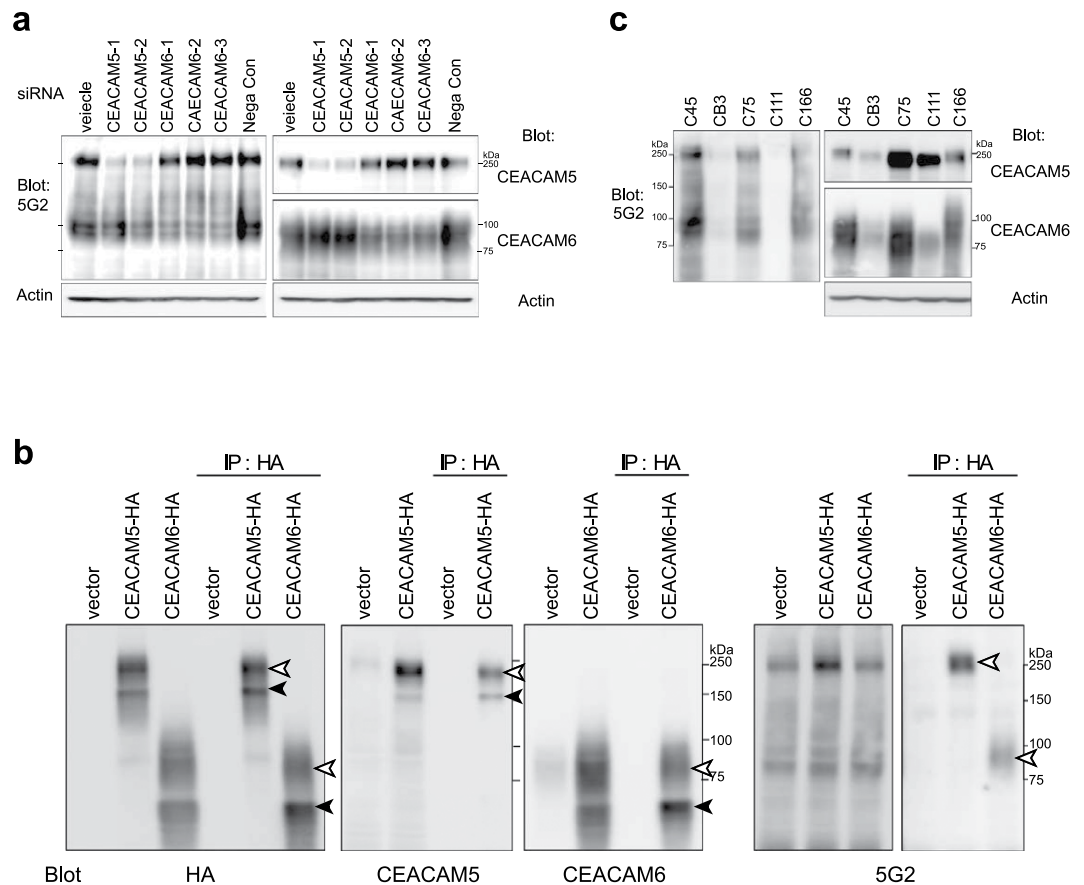 a
siRNA
veiecle
CEACAM5-1
CEACAM5-2
CEACAM6-1
CAECAM6-2
CEACAM6-3
Nega Con
veiecle
CEACAM5-1
CEACAM5-2
CEACAM6-1
CAECAM6-2
CEACAM6-3
Nega Con
Blot:
5G2
Blot:
kDa
250
CEACAM5
100
75
CEACAM6
Actin
Actin
c
C45
CB3
C75
C111
C166
C45
CB3
C75
C111
C166
Blot:
5G2
kDa
250
150
100
75
Blot:
kDa
250
CEACAM5
100
75
CEACAM6
Actin
b
IP : HA
IP : HA
IP : HA
IP : HA
vector
CEACAM5-HA
CEACAM6-HA
vector
CEACAM5-HA
CEACAM6-HA
vector
CEACAM5-HA
vector
CEACAM5-HA
vector
CEACAM6-HA
vector
CEACAM6-HA
vector
CEACAM5-HA
CEACAM6-HA
vector
CEACAM5-HA
CEACAM6-HA
kDa
250
150
100
75
kDa
250
150
100
75
Blot
HA
CEACAM5
CEACAM6
5G2